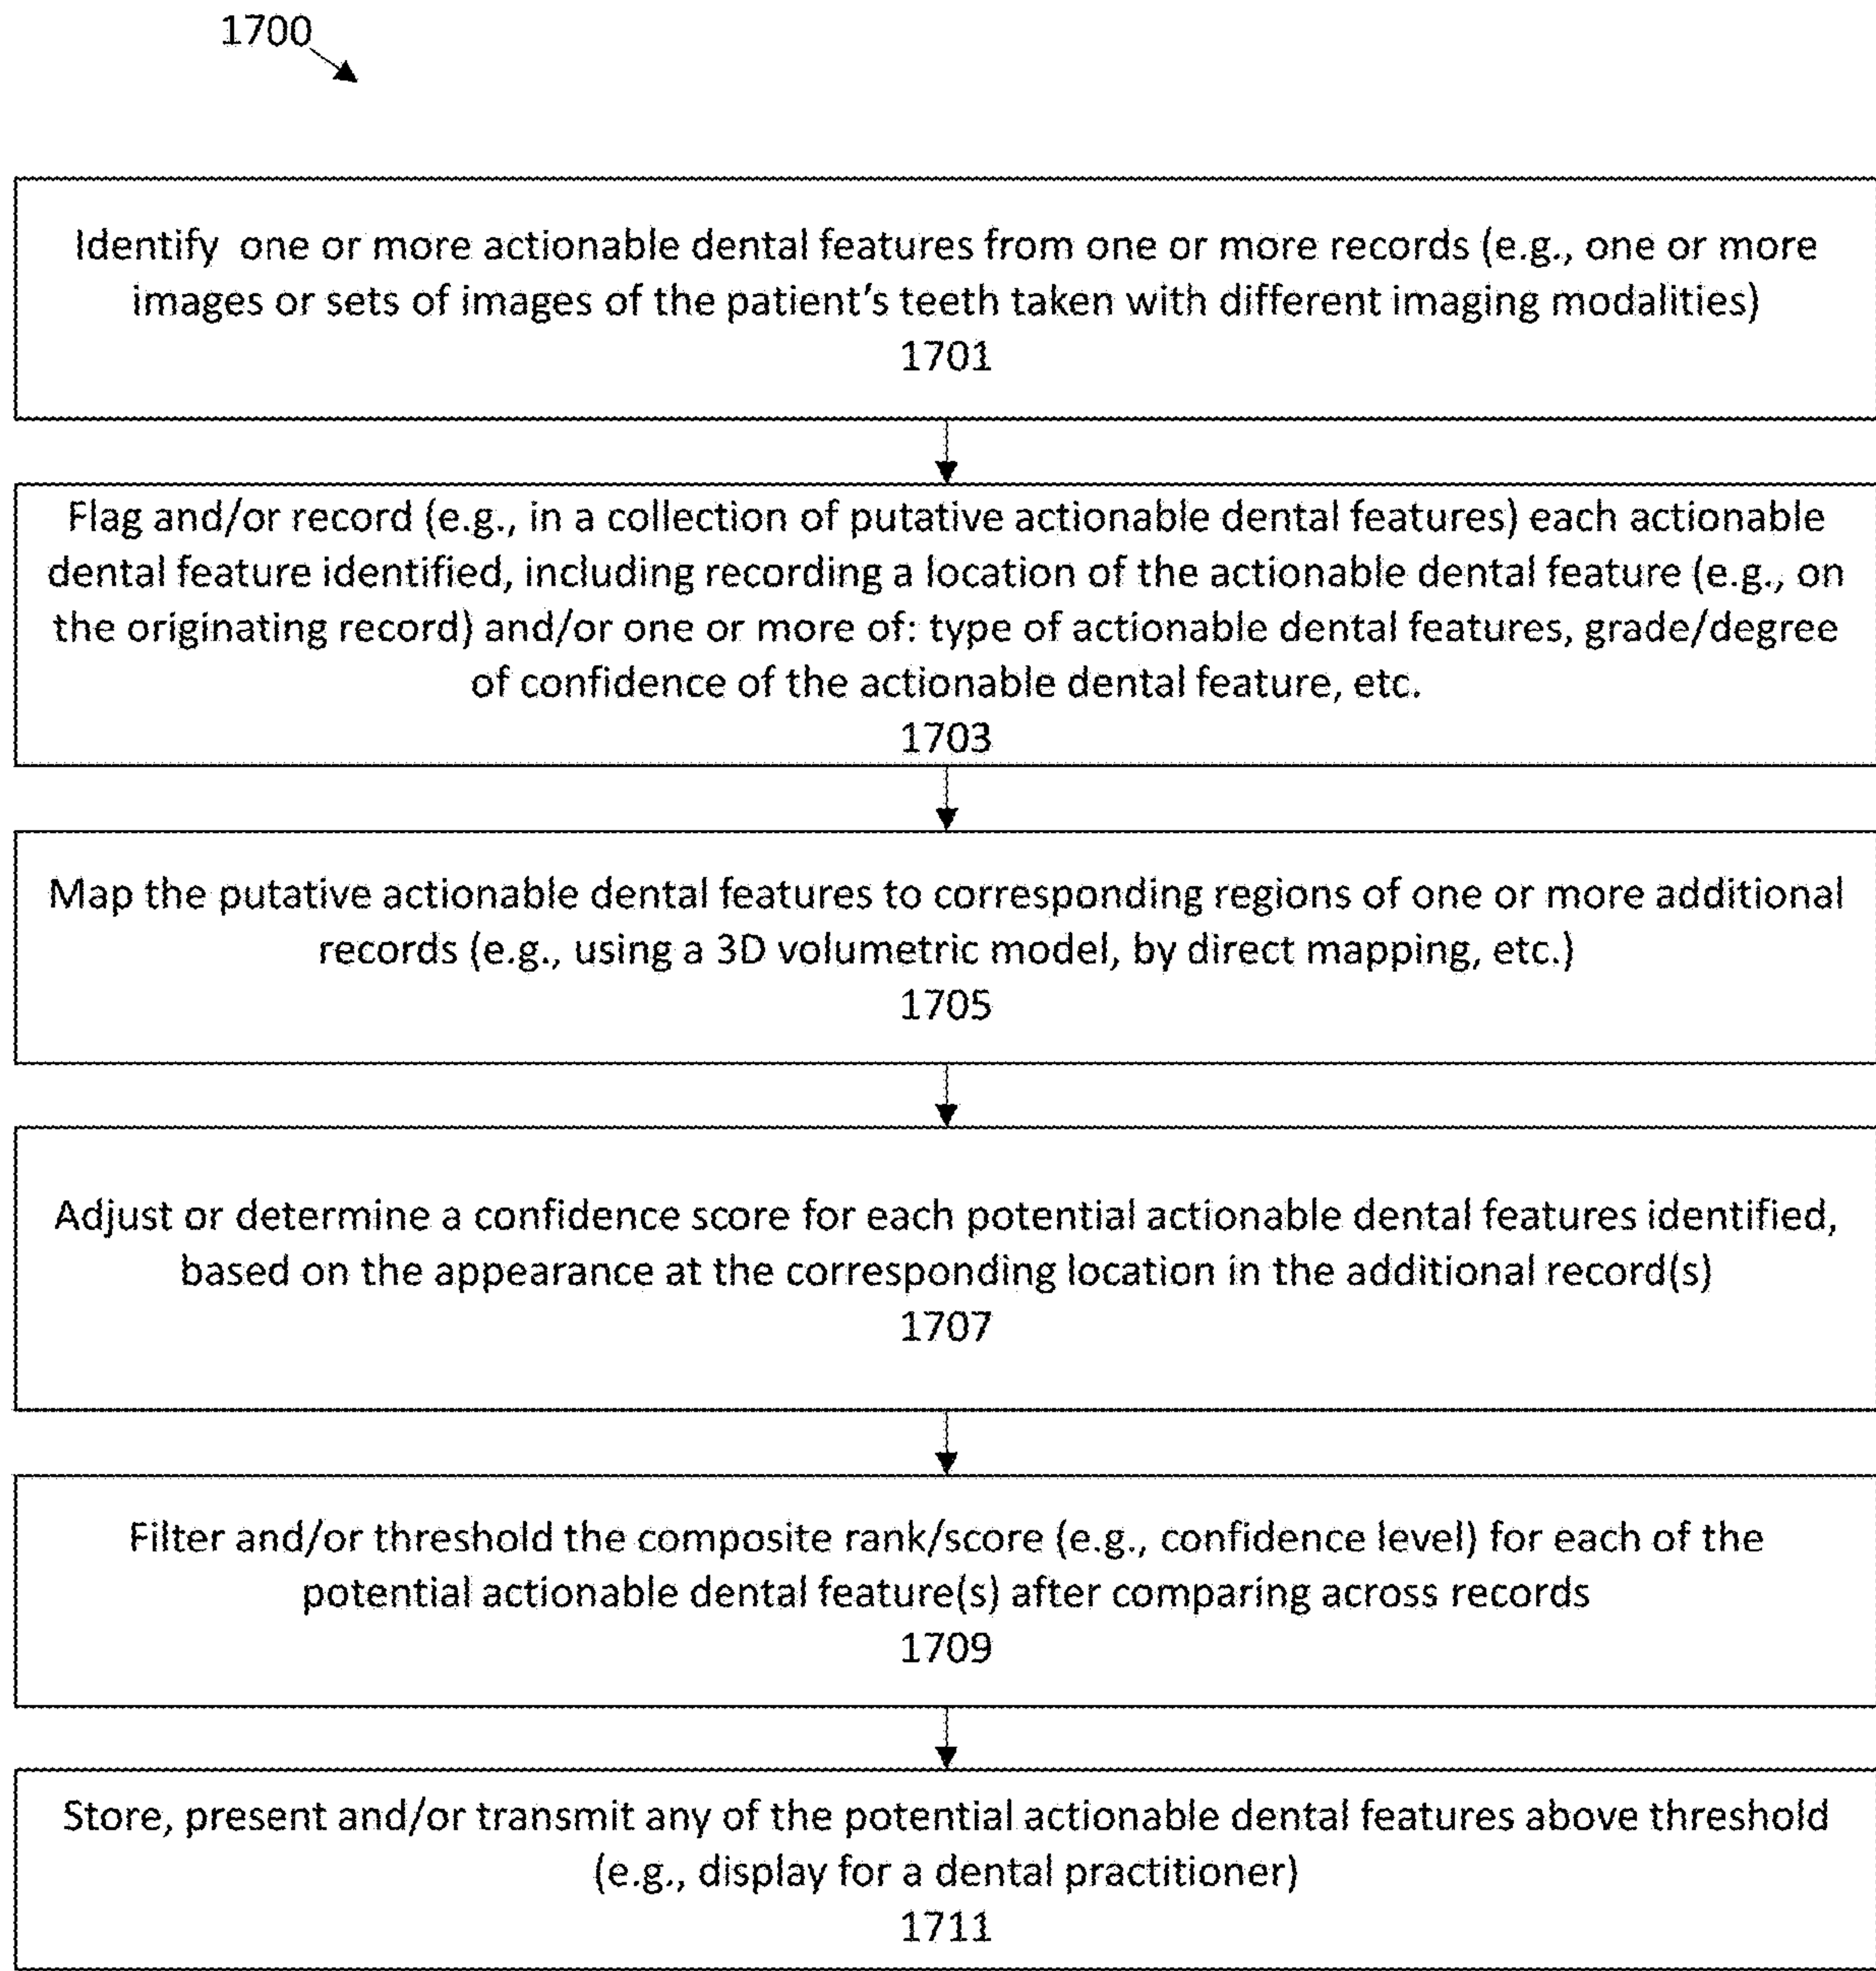 1700
Identify one or more actionable dental features from one or more records (e.g., one or more
images or sets of images of the patient's teeth taken with different imaging modalities)
1701
Flag and/or record (e.g., in a collection of putative actionable dental features) each actionable
dental feature identified, including recording a location of the actionable dental feature (e.g., on
the originating record) and/or one or more of: type of actionable dental features, grade/degree
of confidence of the actionable dental feature, etc.
1703
Map the putative actionable dental features to corresponding regions of one or more additional
records (e.g., using a 3D volumetric model, by direct mapping, etc.)
1705
Adjust or determine a confidence score for each potential actionable dental features identified,
based on the appearance at the corresponding location in the additional record(s)
1707
Filter and/or threshold the composite rank/score (e.g., confidence level) for each of the
potential actionable dental feature(s) after comparing across records
1709
Store, present and/or transmit any of the potential actionable dental features above threshold
(e.g., display for a dental practitioner)
1711